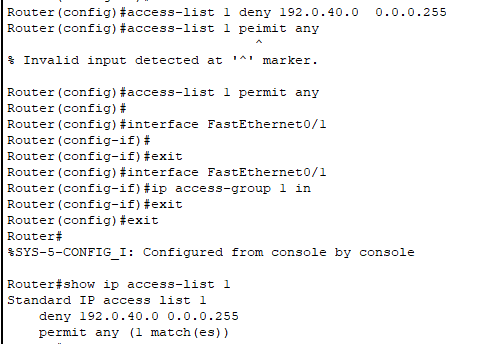 Router(config)#access-list 1 deny 192.0.40.0  0.0.0.255
Router(config)#access-list 1 peimit any
^
% Invalid input detected at '^' marker.
Router(config)#access-list 1 permit any
Router(config)#
Router(config)#interface FastEthernet0/1
Router(config-if)#
Router(config-if)#exit
Router(config)#interface FastEthernet0/1
Router(config-if)#ip access-group 1 in
Router(config-if)#exit
Router(config)#exit
Router#
%SYS-5-CONFIG_I: Configured from console by console
Router#show ip access-list 1
Standard IP access list 1
deny 192.0.40.0 0.0.0.255
permit any (1 match(es))